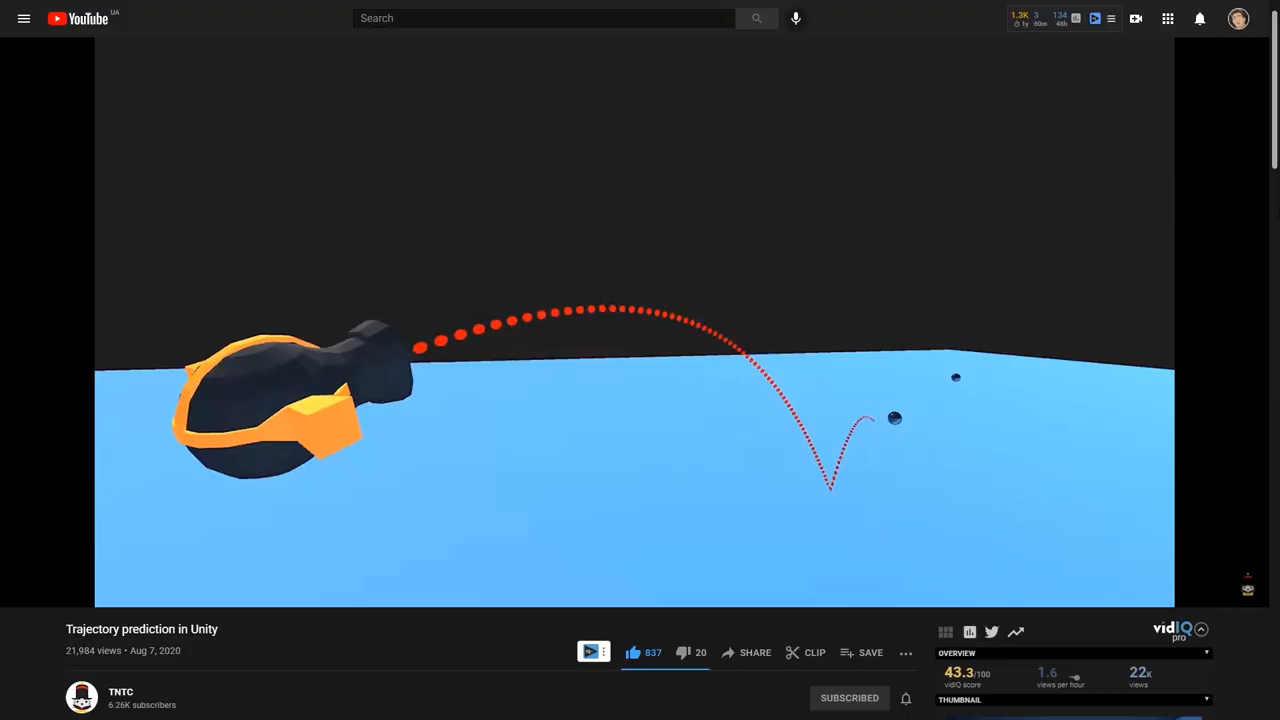 YouTube UA
Search
1.3K 3 134
1y 60m 48h
Trajectory prediction in Unity
21,984 views • Aug 7, 2020
837 20 SHARE CLIP SAVE
TNTC
6.26K subscribers
SUBSCRIBED
vidIQ
pro
OVERVIEW
43.3/100 1.6 22x
vidIQ score views per hour views
THUMBNAIL